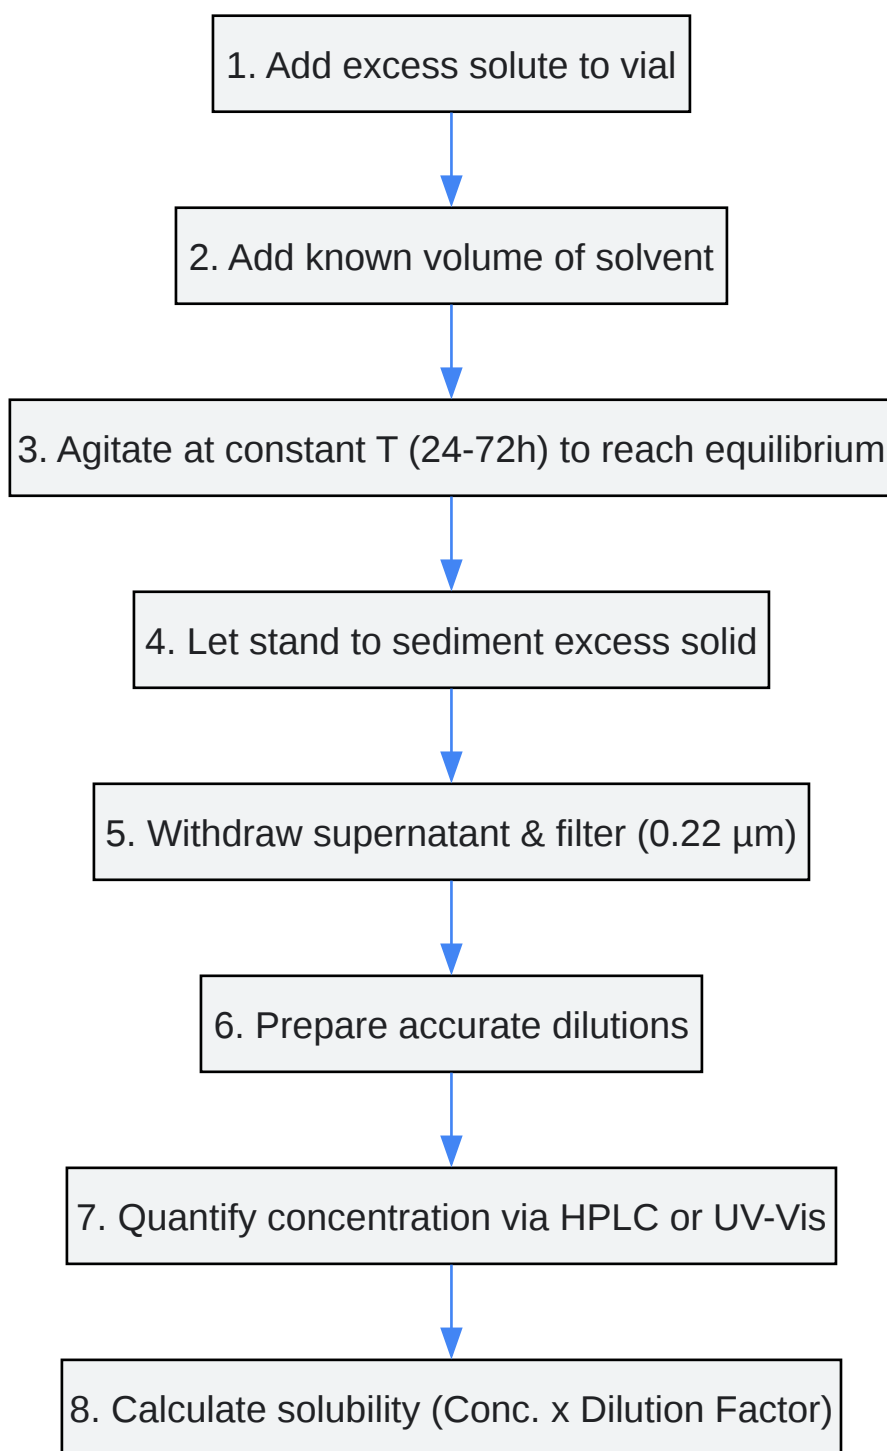 1. Add excess solute to vial
2. Add known volume of solvent
3. Agitate at constant T (24-72h) to reach equilibrium
4. Let stand to sediment excess solid
5. Withdraw supernatant & filter (0.22 µm)
6. Prepare accurate dilutions
7. Quantify concentration via HPLC or UV-Vis
8. Calculate solubility (Conc. x Dilution Factor)